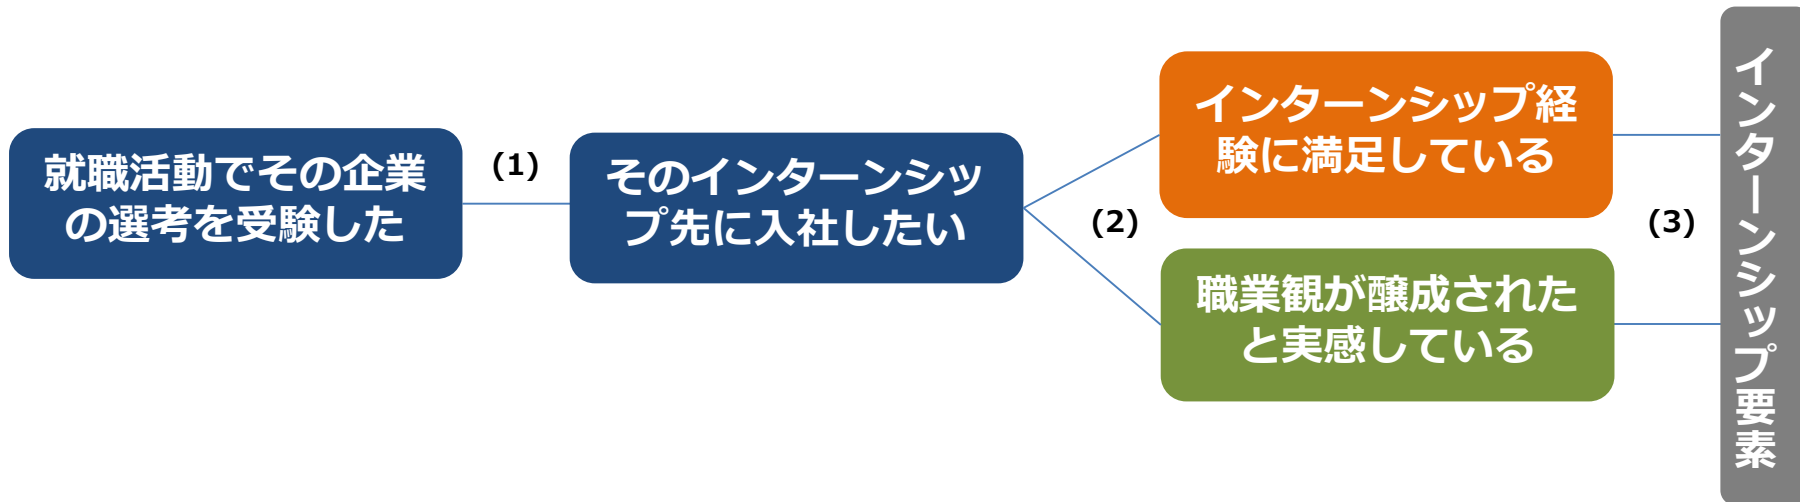 就職活動でその企業
の選考を受験した
(1)
そのインターンシッ
プ先に入社したい
(2)
インターンシップ経
験に満足している
職業観が醸成された
と実感している
(3)
インターンシップ要素